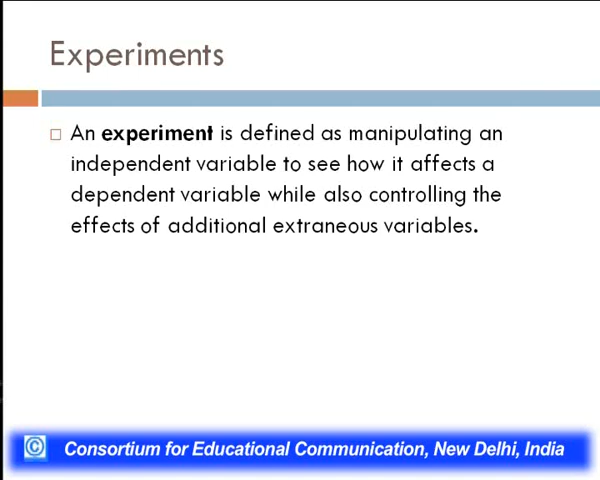 Experiments
An experiment is defined as manipulating an
independent variable to see how it affects a
dependent variable while also controlling the
effects of additional extraneous variables.
© Consortium for Educational Communication, New Delhi, India